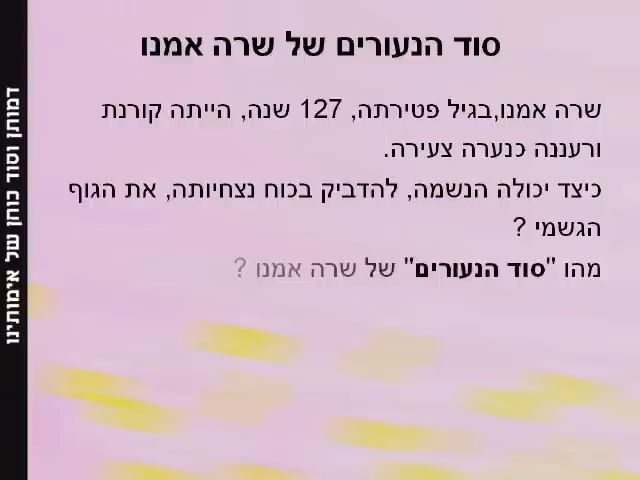 סוד הנעורים של שרה אמנו
שרה אמנו,בגיל פטירתה, 127 שנה, הייתה קורנת
ורעננה כנערה צעירה.
כיצד יכולה הנשמה, להדביק בכוח נצחיותה, את הגוף
הגשמי ?
מהו "סוד הנעורים" של שרה אמנו ?
דמותן וסוד כוחן של אימותינו